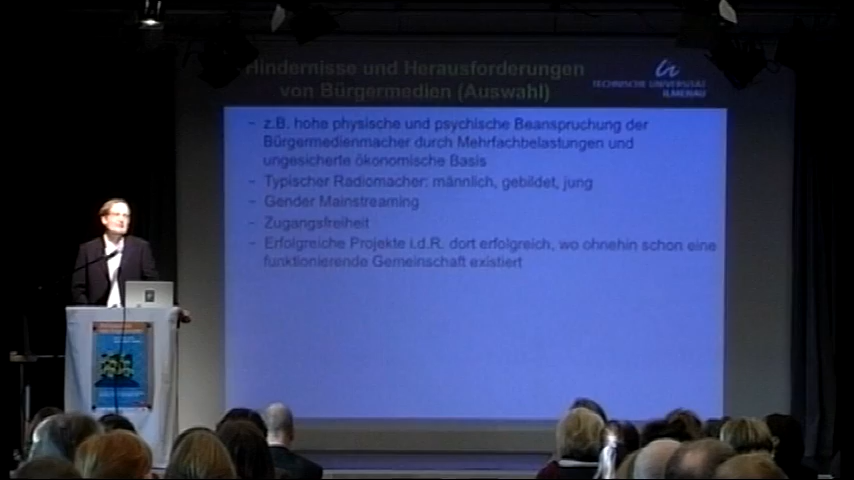 Hindernisse und Herausforderungen
von Bürgermedien (Auswahl)
TECHNISCHE UNIVERSITÄT
ILMENAU
- z.B. hohe physische und psychische Beanspruchung der
Bürgermedienmacher durch Mehrfachbelastungen und
ungesicherte ökonomische Basis
- Typischer Radiomacher: männlich, gebildet, jung
- Gender Mainstreaming
- Zugangsfreiheit
- Erfolgreiche Projekte i.d.R. dort erfolgreich, wo ohnehin schon eine
funktionierende Gemeinschaft existiert